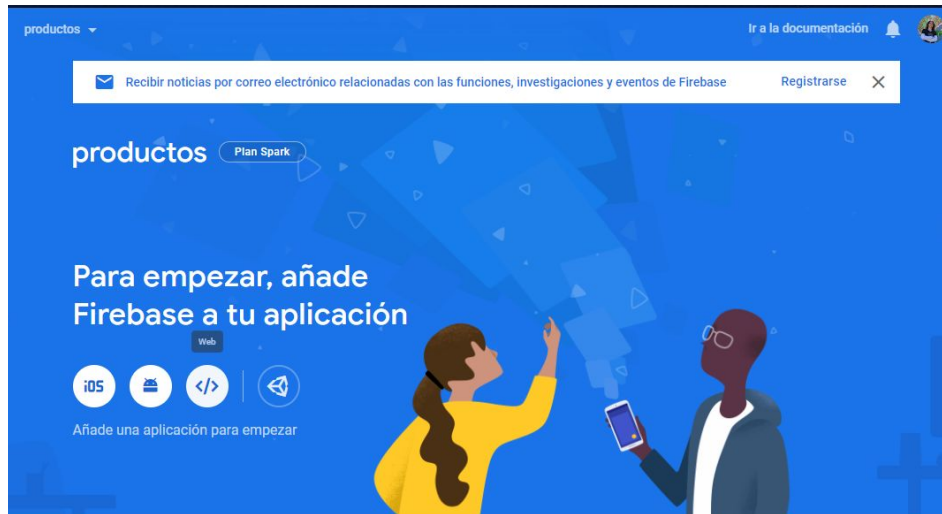 productos
Ir a la documentación
Recibir noticias por correo electrónico relacionadas con las funciones, investigaciones y eventos de Firebase
Registrarse
productos
Plan Spark
Para empezar, añade
Firebase a tu aplicación
Web
iOS
</>
Añade una aplicación para empezar